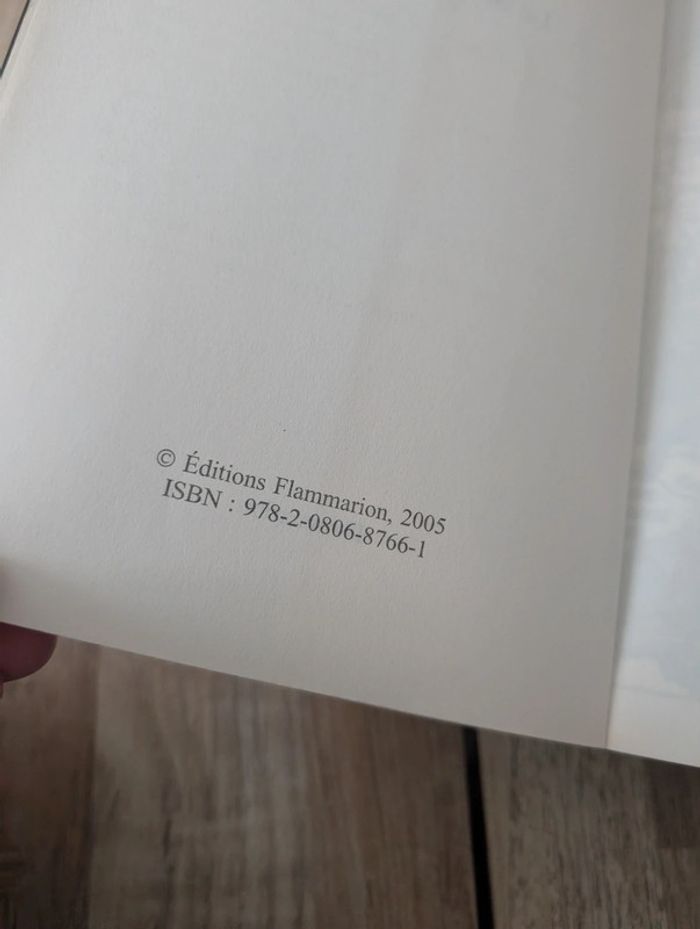 © Éditions Flammarion, 2005
ISBN : 978-2-0806-8766-1